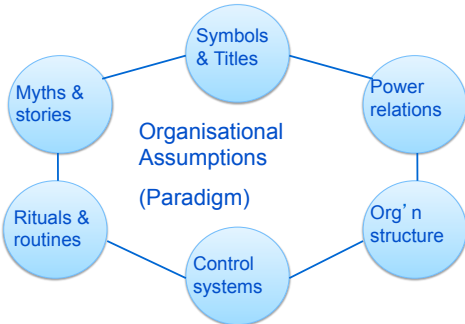 Symbols
& Titles
Myths &
stories
Power
relations
Organisational
Assumptions
(Paradigm)
Rituals &
routines
Org’n
structure
Control
systems